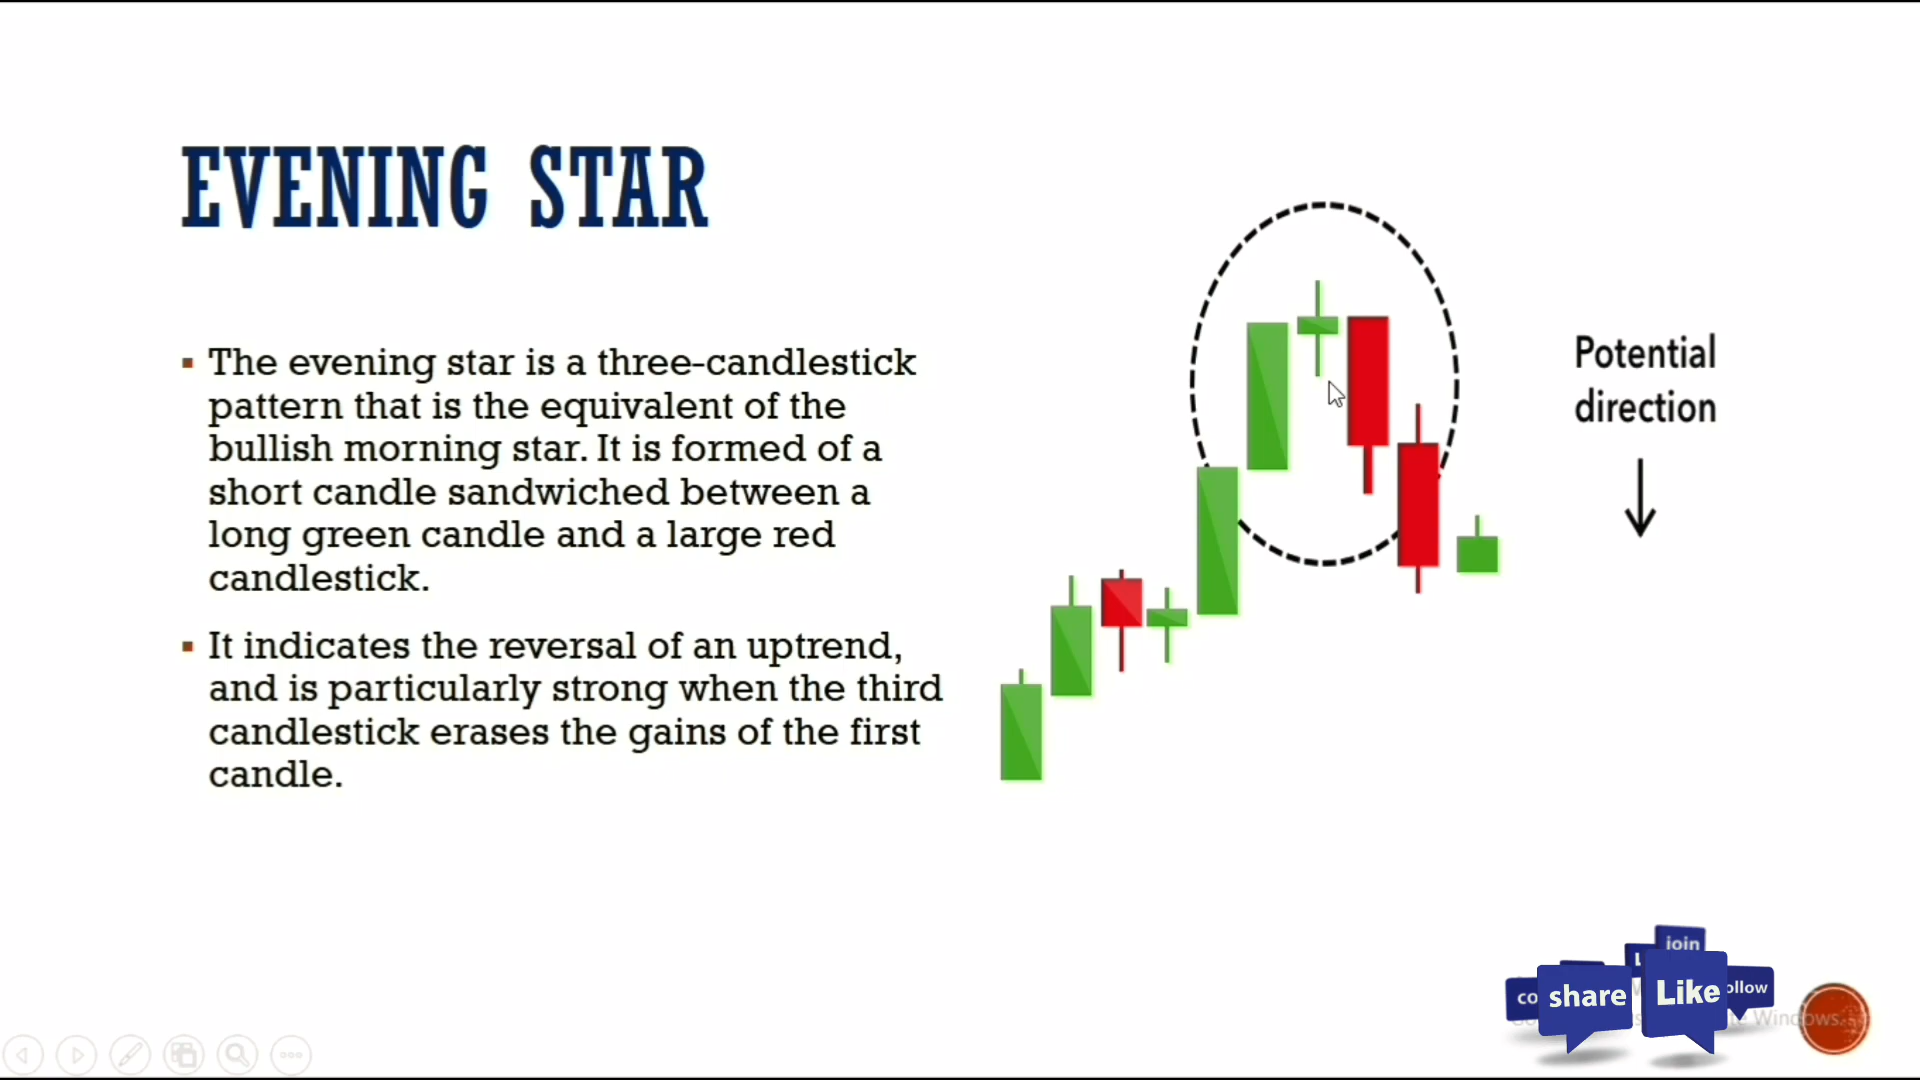 EVENING STAR
The evening star is a three-candlestick
pattern that is the equivalent of the
bullish morning star. It is formed of a
short candle sandwiched between a
long green candle and a large red
candlestick.
It indicates the reversal of an uptrend,
and is particularly strong when the third
candlestick erases the gains of the first
candle.
Potential
direction
join
co
share
Like
ollow
Windows.